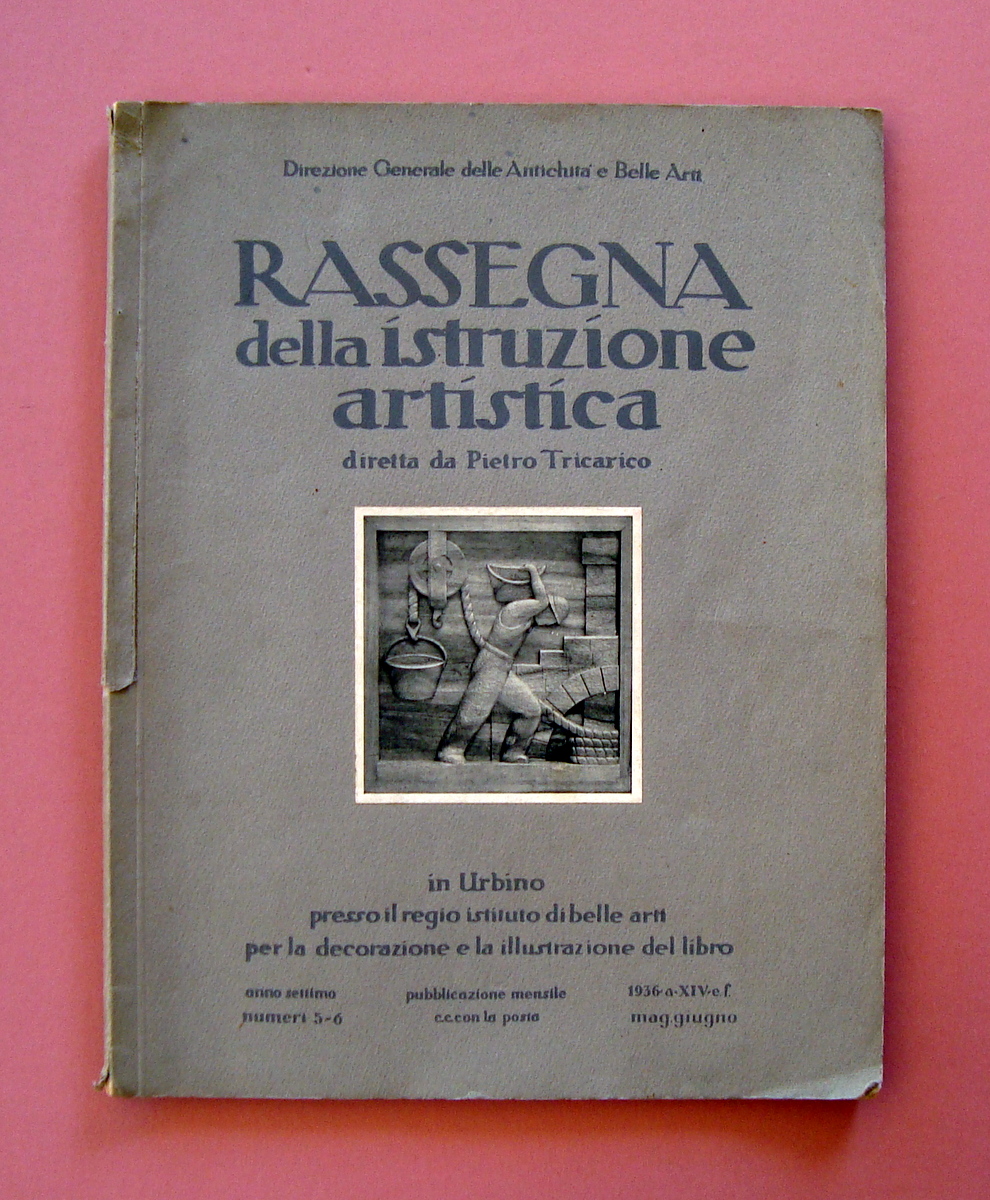 Direzione Generale delle Antichità e Belle Arti
RASSEGNA
della istruzione
artistica
diretta da Pietro Tricarico
in Urbino
presso il regio istituto di belle arti
per la decorazione e la illustrazione del libro
anno settimo pubblicazione mensile 1936·a·XIV·e.f.
numeri 5-6 c.c.con la posta mag.giugno